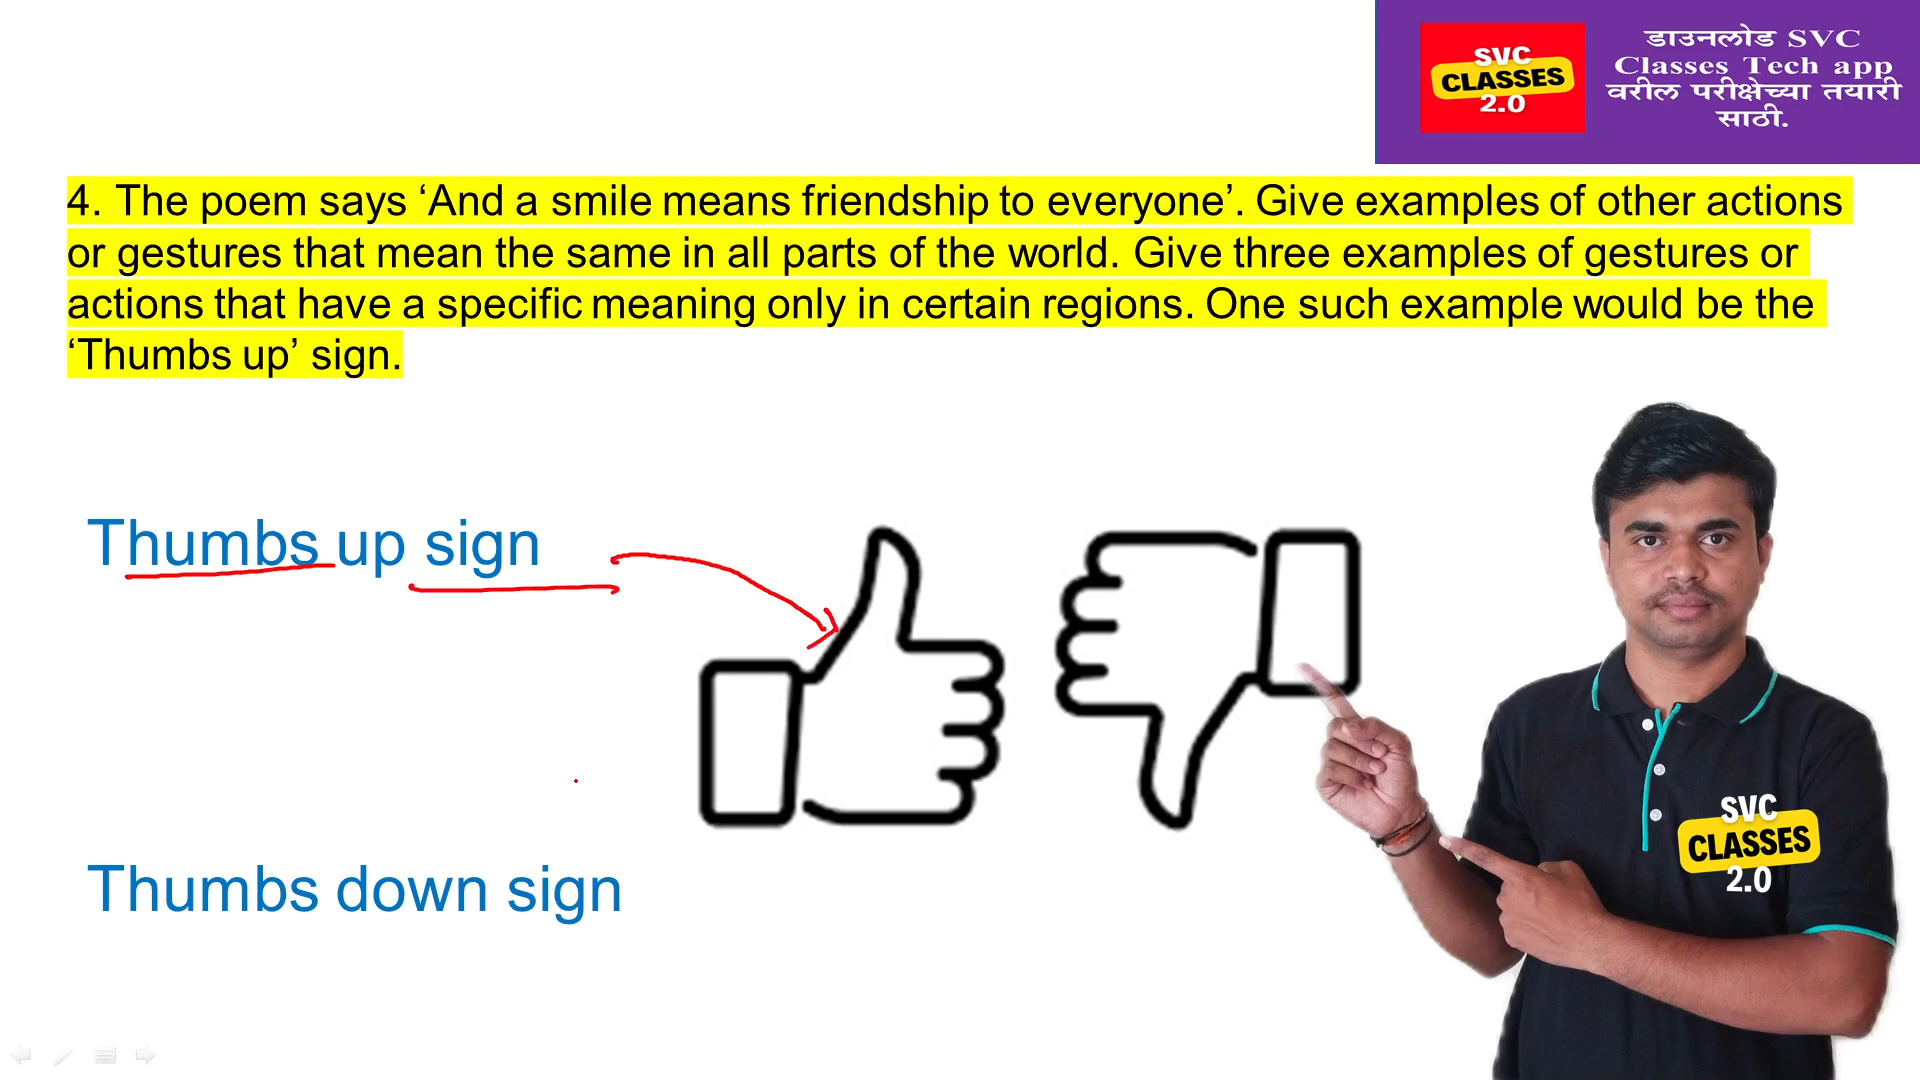 SVC
CLASSES
2.0
डाउनलोड SVC
Classes Tech app
वरील परीक्षेच्या तयारी
साठी.
4. The poem says ‘And a smile means friendship to everyone’. Give examples of other actions
or gestures that mean the same in all parts of the world. Give three examples of gestures or
actions that have a specific meaning only in certain regions. One such example would be the
‘Thumbs up’ sign.
Thumbs up sign
Thumbs down sign
SVC
CLASSES
2.0